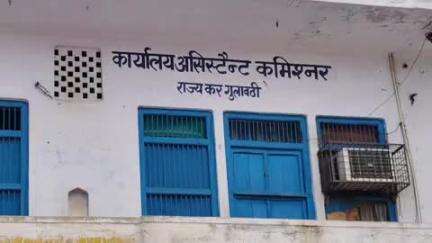 कार्यालय असिस्टैन्ट कमिश्नर
राज्य कर गुलावठी